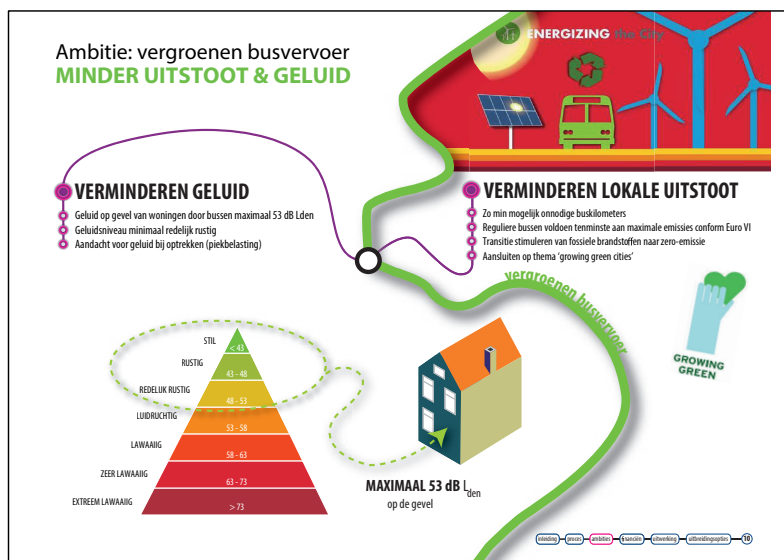 Ambitie: vergroenen busvervoer
MINDER UITSTOOT & GELUID
ENERGIZING the City
VERMINDEREN GELUID
Geluid op gevel van woningen door bussen maximaal 53 dB Lden
Geluidsniveau minimaal redelijk rustig
Aandacht voor geluid bij optrekken (piekbelasting)
VERMINDEREN LOKALE UITSTOOT
Zo min mogelijk onnodige buskilometers
Reguliere bussen voldoen tenminste aan maximale emissies conform Euro VI
Transitie stimuleren van fossiele brandstoffen naar zero-emissie
Aansluiten op thema 'growing green cities'
vergroenen busvervoer
GROWING
GREEN
STIL
< 43
RUSTIG
43 - 48
REDELIJK RUSTIG
48 - 53
LUIDRUCHTIG
53 - 58
LAWAAIIG
58 - 63
ZEER LAWAAIIG
63 - 73
EXTREEM LAWAAIIG
> 73
MAXIMAAL 53 dB Lden
op de gevel
inleiding proces ambities financiën uitwerking uitbreidingsopties 10